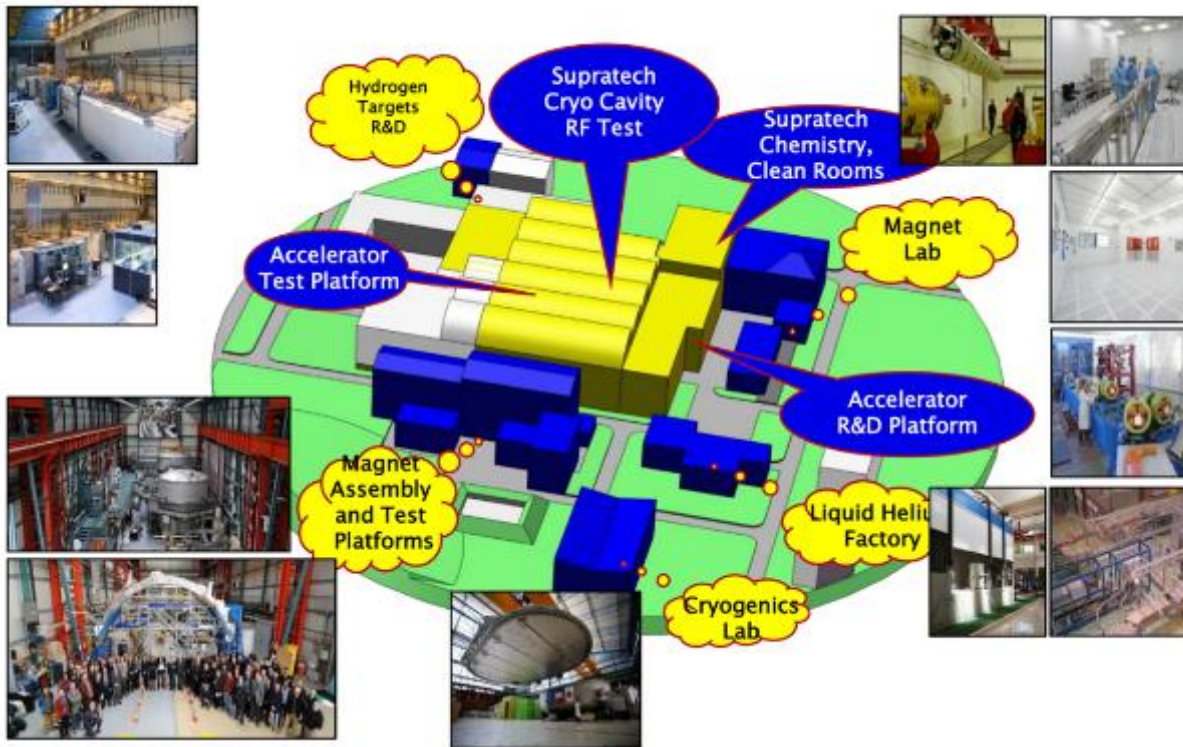 Hydrogen
Targets
R&D
Supratech
Cryo Cavity
RF Test
Supratech
Chemistry,
Clean Rooms
Magnet
Lab
Accelerator
Test Platform
Accelerator
R&D Platform
Magnet
Assembly
and Test
Platforms
Liquid Heliu
Factory
Cryogenics
Lab